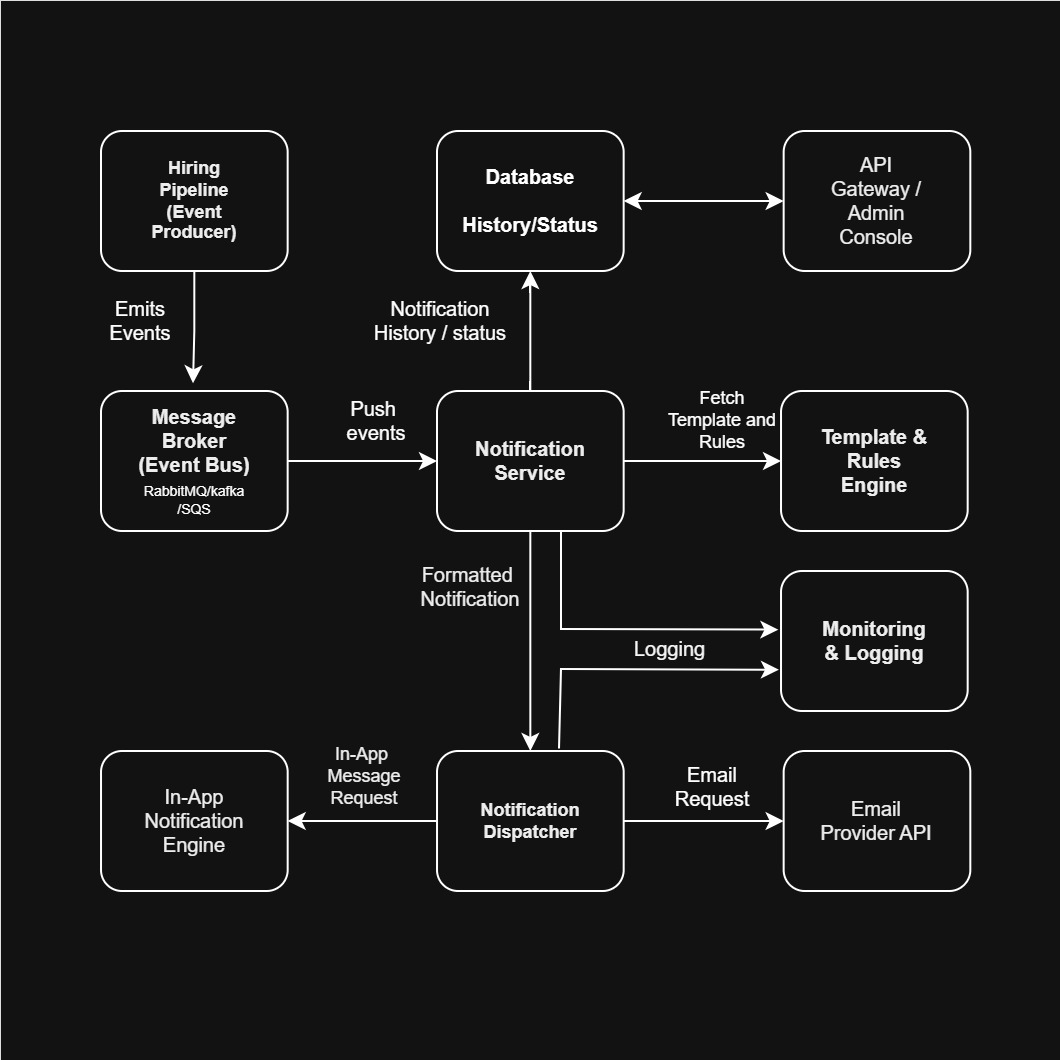 Hiring
Pipeline
(Event
Producer)
Database
History/Status
API
Gateway /
Admin
Console
Emits
Events
Notification
History / status
Message
Broker
(Event Bus)
RabbitMQ/kafka
/SQS
Push
events
Notification
Service
Fetch
Template and
Rules
Template &
Rules
Engine
Formatted
Notification
Monitoring
& Logging
Logging
In-App
Notification
Engine
In-App
Message
Request
Notification
Dispatcher
Email
Request
Email
Provider API